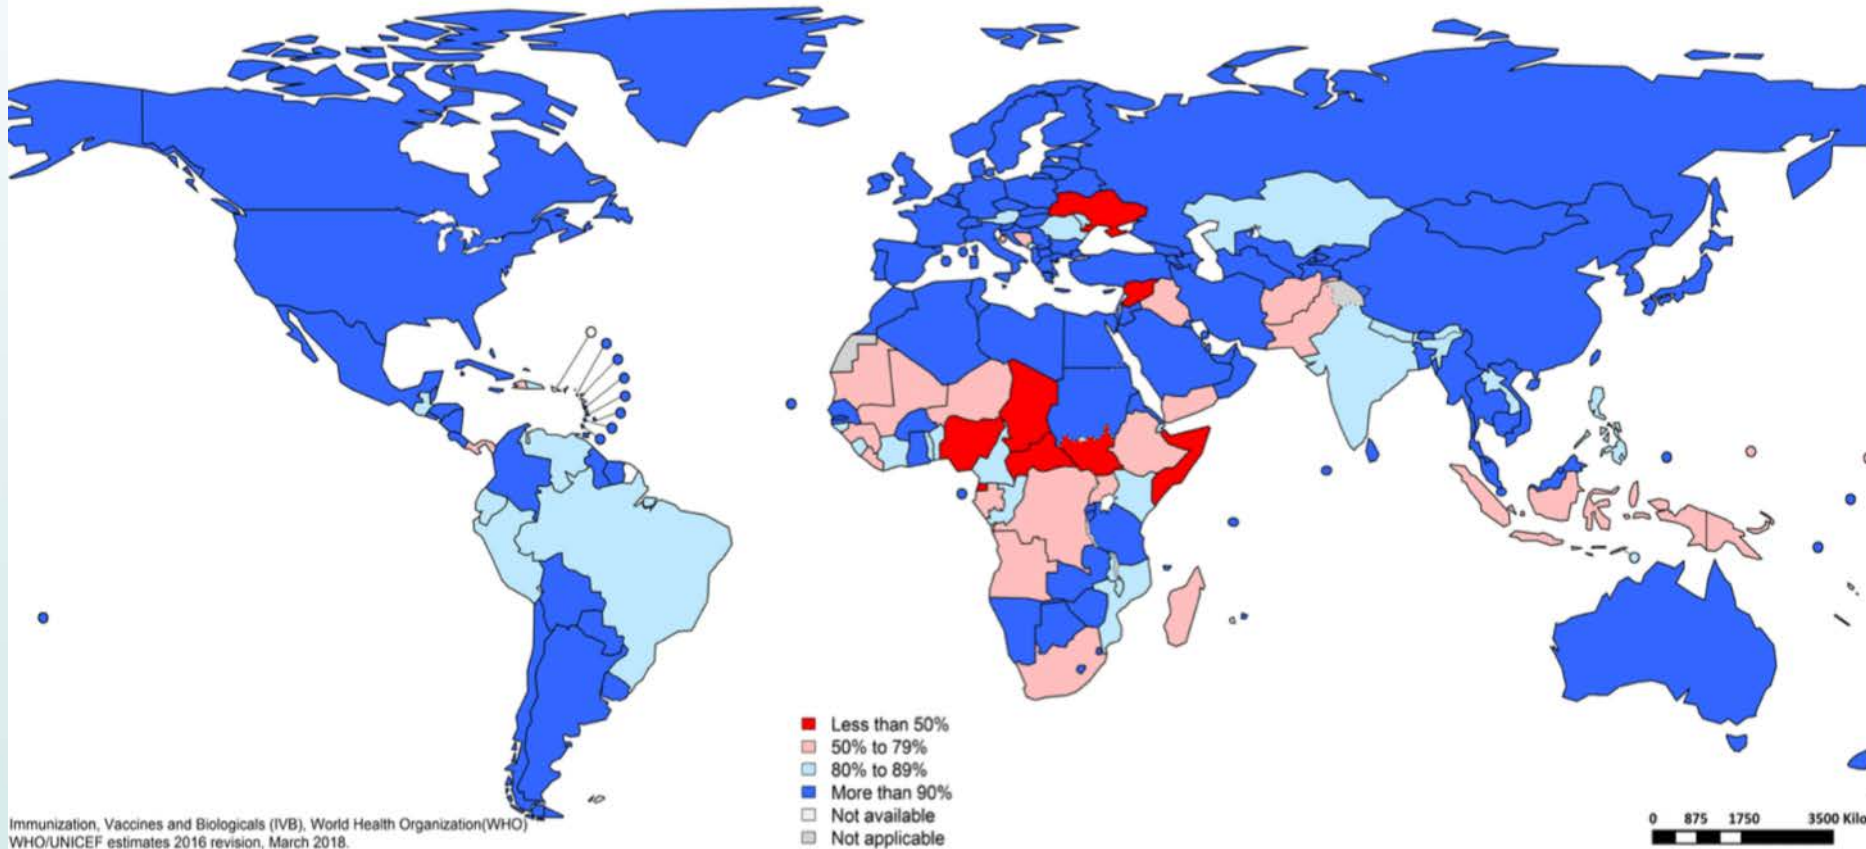 Less than 50%
50% to 79%
80% to 89%
More than 90%
Not available
Not applicable
Immunization, Vaccines and Biologicals (IVB), World Health Organization(WHO)
WHO/UNICEF estimates 2016 revision, March 2018.
0 875 1750 3500 Kilo